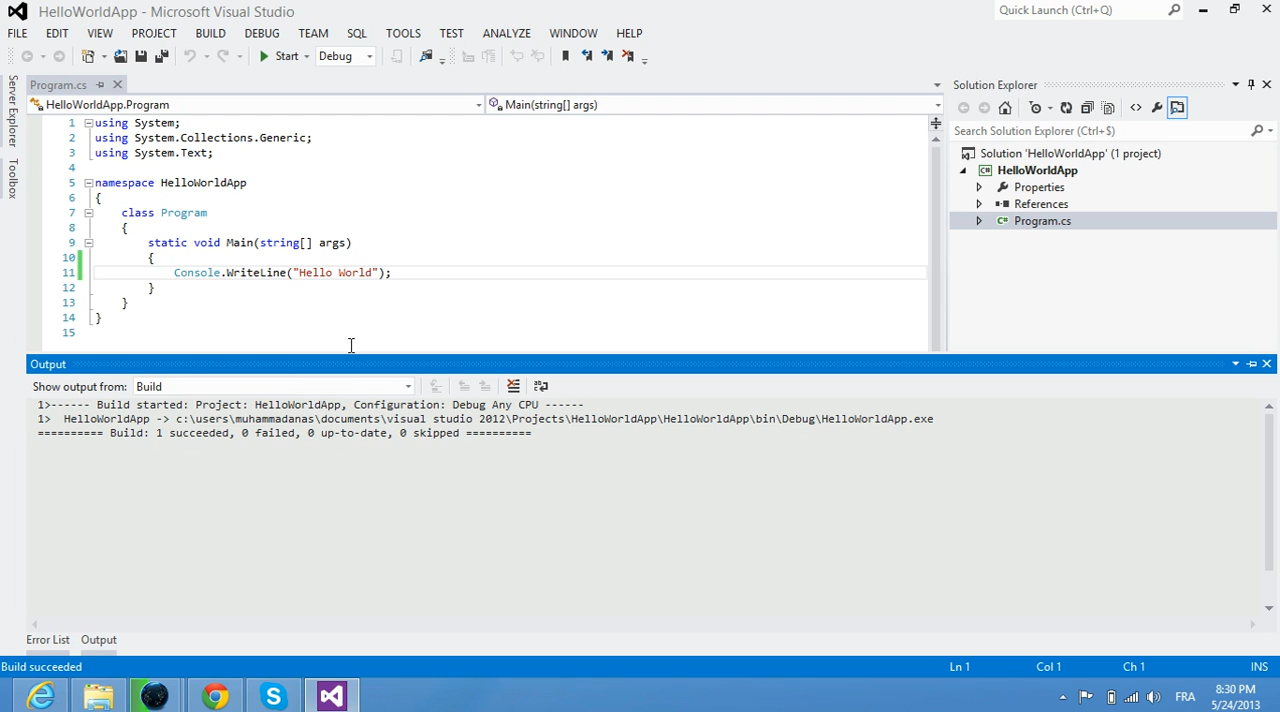 HelloWorldApp - Microsoft Visual Studio
Quick Launch (Ctrl+Q)
FILE EDIT VIEW PROJECT BUILD DEBUG TEAM SQL TOOLS TEST ANALYZE WINDOW HELP
Start Debug
Server Explorer
Toolbox
Program.cs
HelloWorldApp.Program
Main(string[] args)
1 using System;
2 using System.Collections.Generic;
3 using System.Text;
4
5 namespace HelloWorldApp
6 {
7 class Program
8 {
9 static void Main(string[] args)
10 {
11 Console.WriteLine("Hello World");
12 }
13 }
14 }
15
Solution Explorer
Search Solution Explorer (Ctrl+$)
Solution 'HelloWorldApp' (1 project)
C# HelloWorldApp
Properties
References
C# Program.cs
Output
Show output from: Build
1>------ Build started: Project: HelloWorldApp, Configuration: Debug Any CPU ------
1> HelloWorldApp -> c:\users\muhammadanas\documents\visual studio 2012\Projects\HelloWorldApp\HelloWorldApp\bin\Debug\HelloWorldApp.exe
========== Build: 1 succeeded, 0 failed, 0 up-to-date, 0 skipped ==========
Error List Output
Build succeeded
Ln 1 Col 1 Ch 1 INS
FRA
8:30 PM
5/24/2013